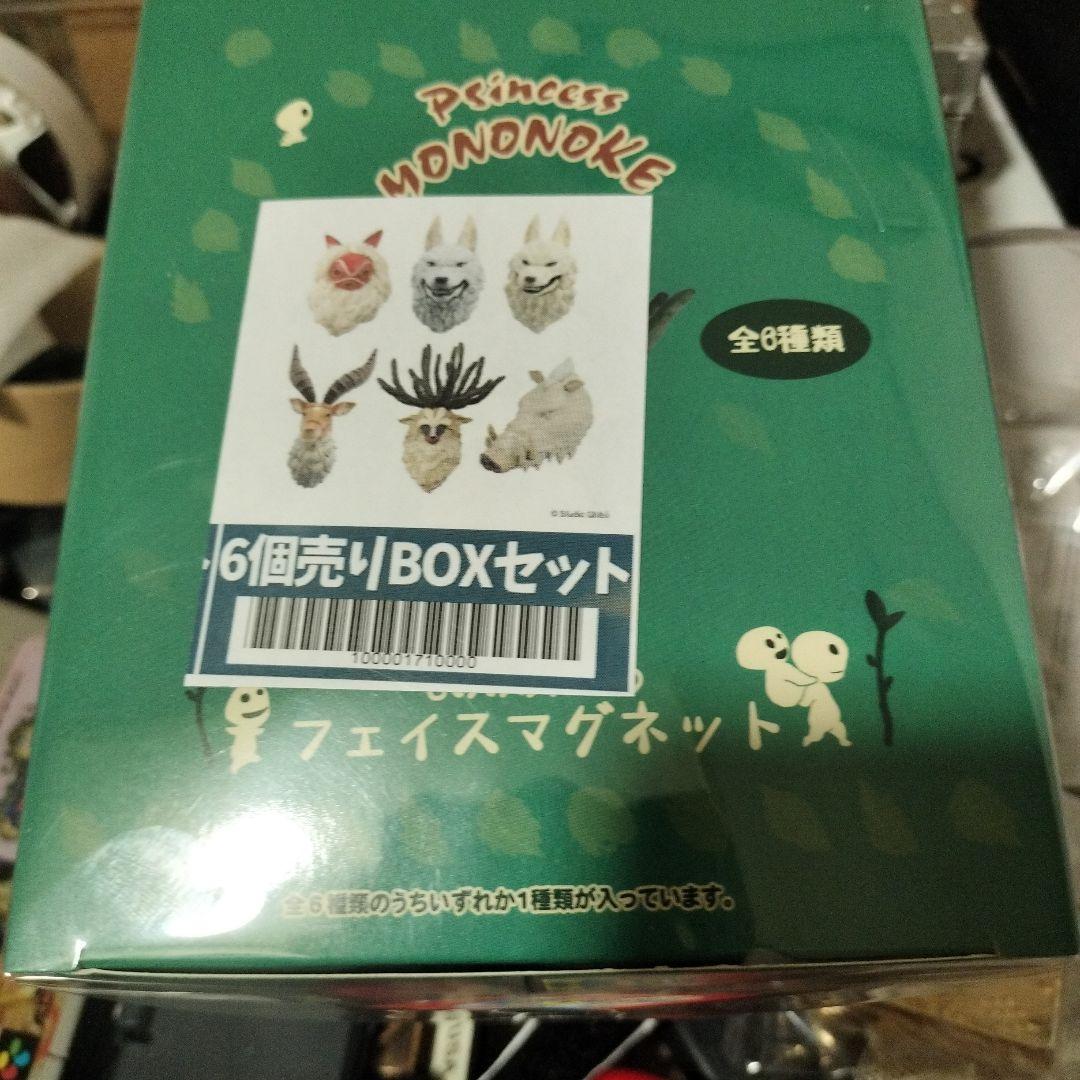 Princess
MONONOKE
全6種類
© Studio Ghibli
6個売りBOXセット
100001710000
フェイスマグネット
全6種類のうちいずれか1種類が入っています。